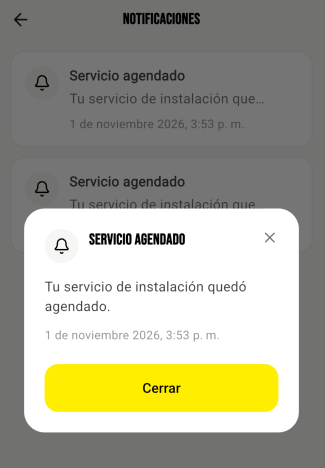 NOTIFICACIONES
Servicio agendado
Tu servicio de instalación que...
1 de noviembre 2026, 3:53 p. m.
Servicio agendado
Tu servicio de instalación que...
SERVICIO AGENDADO
Tu servicio de instalación quedó
agendado.
1 de noviembre 2026, 3:53 p. m.
Cerrar